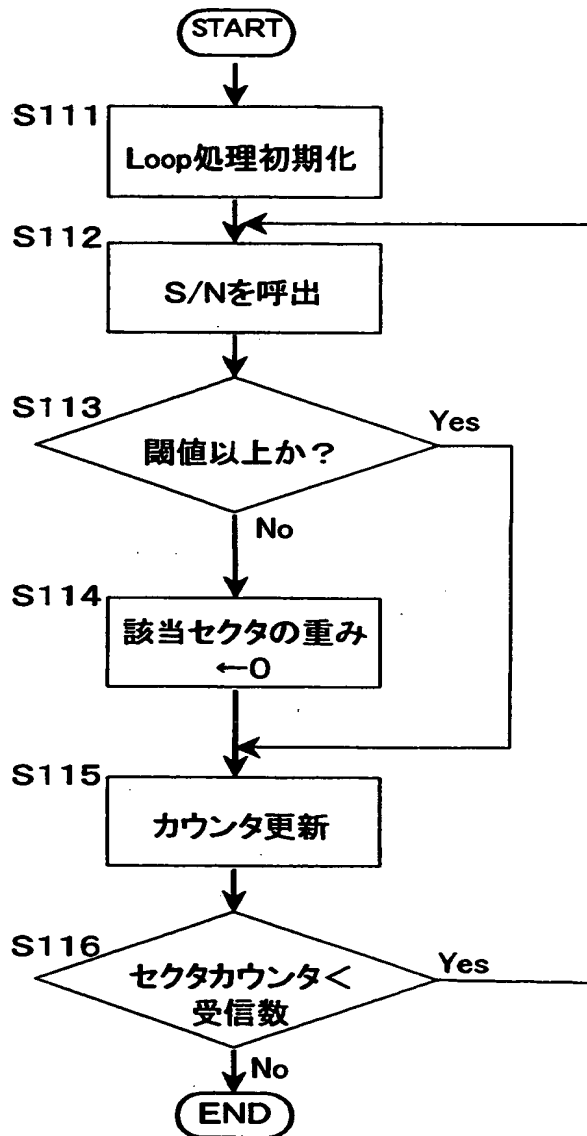 START
S111
Loop処理初期化
S112
S/Nを呼出
S113
Yes
閾値以上か？
No
S114
該当セクタの重み
←0
S115
カウンタ更新
S116
Yes
セクタカウンタ<
受信数
No
END